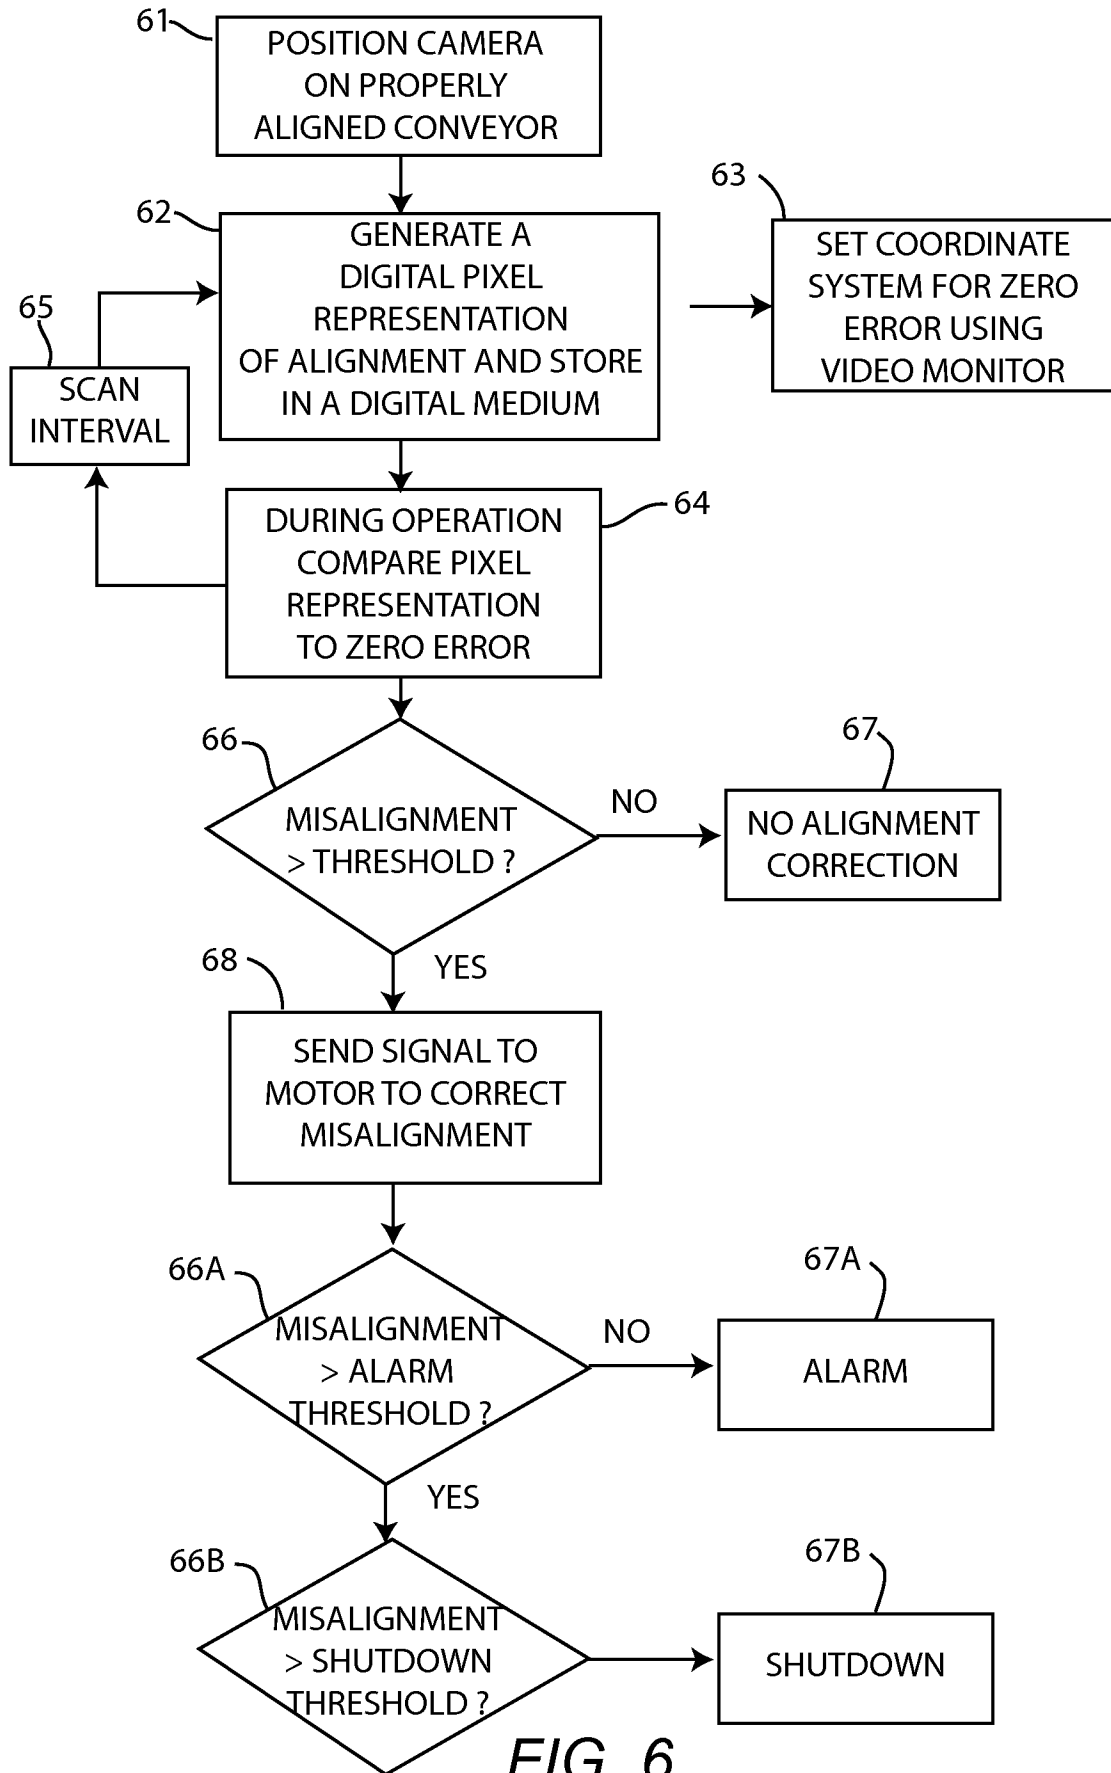 61
POSITION CAMERA
ON PROPERLY
ALIGNED CONVEYOR
62
GENERATE A
DIGITAL PIXEL
REPRESENTATION
OF ALIGNMENT AND STORE
IN A DIGITAL MEDIUM
63
SET COORDINATE
SYSTEM FOR ZERO
ERROR USING
VIDEO MONITOR
65
SCAN
INTERVAL
64
DURING OPERATION
COMPARE PIXEL
REPRESENTATION
TO ZERO ERROR
66
MISALIGNMENT
> THRESHOLD ?
NO
67
NO ALIGNMENT
CORRECTION
YES
68
SEND SIGNAL TO
MOTOR TO CORRECT
MISALIGNMENT
66A
MISALIGNMENT
> ALARM
THRESHOLD ?
NO
67A
ALARM
YES
66B
MISALIGNMENT
> SHUTDOWN
THRESHOLD ?
67B
SHUTDOWN
FIG. 6